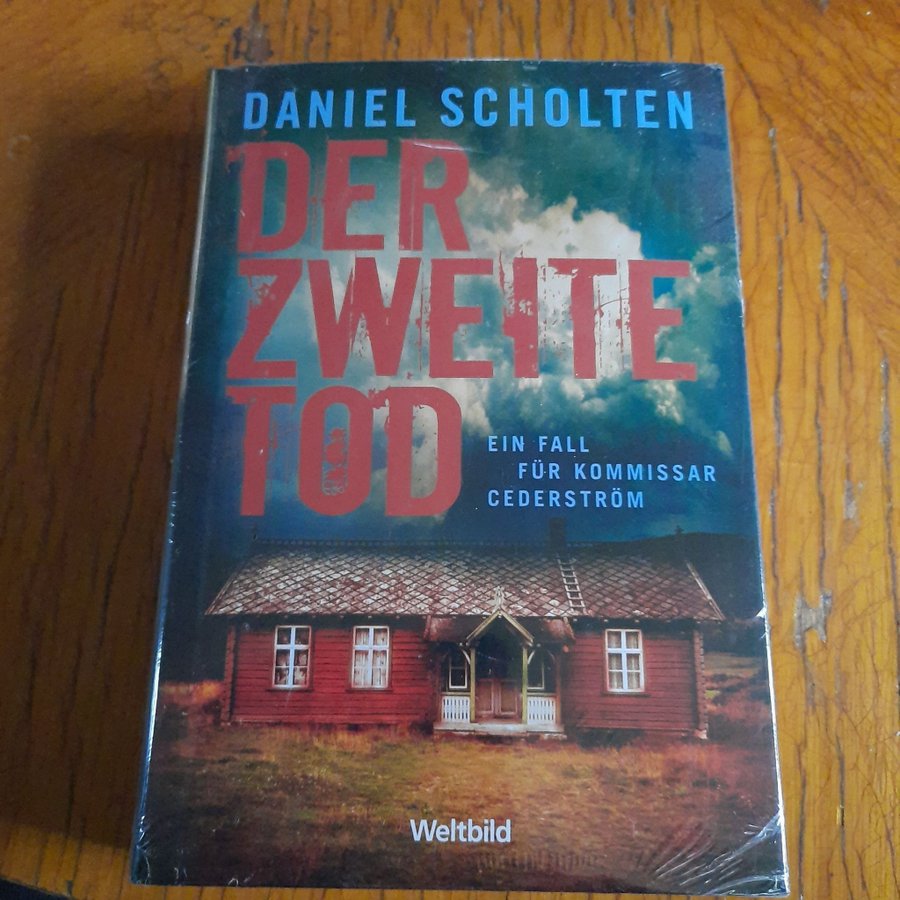 DANIEL SCHOLTEN
DER
ZWEITE
TOD
EIN FALL
FÜR KOMMISSAR
CEDERSTRÖM
Weltbild